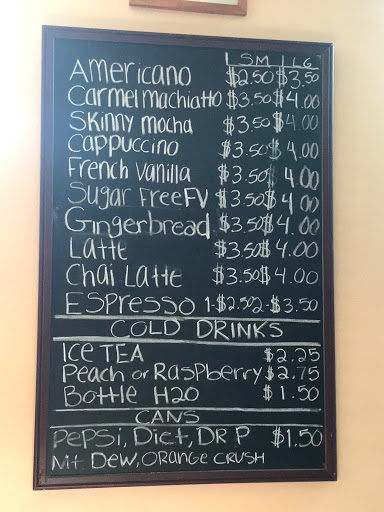 SM LG
Americano $2.50 $3.50
Carmel machiatto $3.50 $4.00
Skinny mocha $3.50 $4.00
Cappuccino $3.50 $4.00
French Vanilla $3.50 $4.00
Sugar Free FV $3.50 $4.00
Gingerbread $3.50 $4.00
Latte $3.50 $4.00
Chai Latte $3.50 $4.00
Espresso 1-$2.50 2-$3.50
COLD DRINKS
ICE TEA $2.25
Peach or Raspberry $2.75
Bottle H2O $1.50
CANS
Pepsi, Diet, DR P $1.50
Mt Dew, Orange Crush